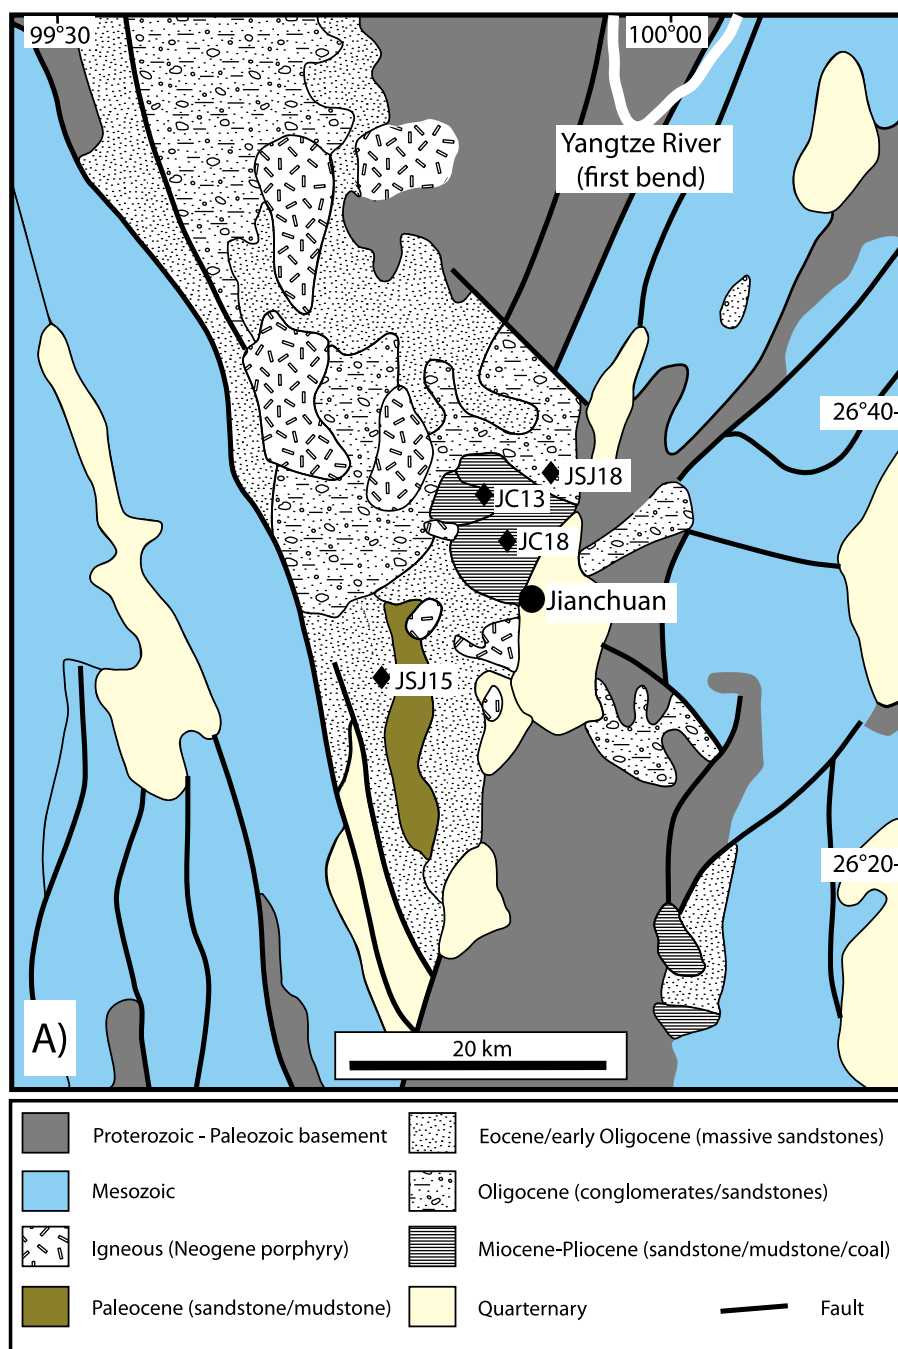 99°30
100°00
Yangtze River
(first bend)
26°40
JSJ18
JC13
JC18
Jianchuan
JSJ15
26°20
A)
20 km
Proterozoic - Paleozoic basement
Eocene/early Oligocene (massive sandstones)
Mesozoic
Oligocene (conglomerates/sandstones)
Igneous (Neogene porphyry)
Miocene-Pliocene (sandstone/mudstone/coal)
Paleocene (sandstone/mudstone)
Quarternary
Fault